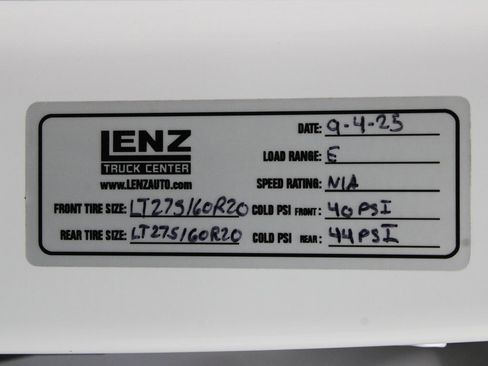 LENZ
TRUCK CENTER
www.LENZAUTO.com
DATE: 9-4-25
LOAD RANGE: E
SPEED RATING: N/A
FRONT TIRE SIZE: LT275/60R20 COLD PSI FRONT: 40 PSI
REAR TIRE SIZE: LT275/60R20 COLD PSI REAR: 44 PSI